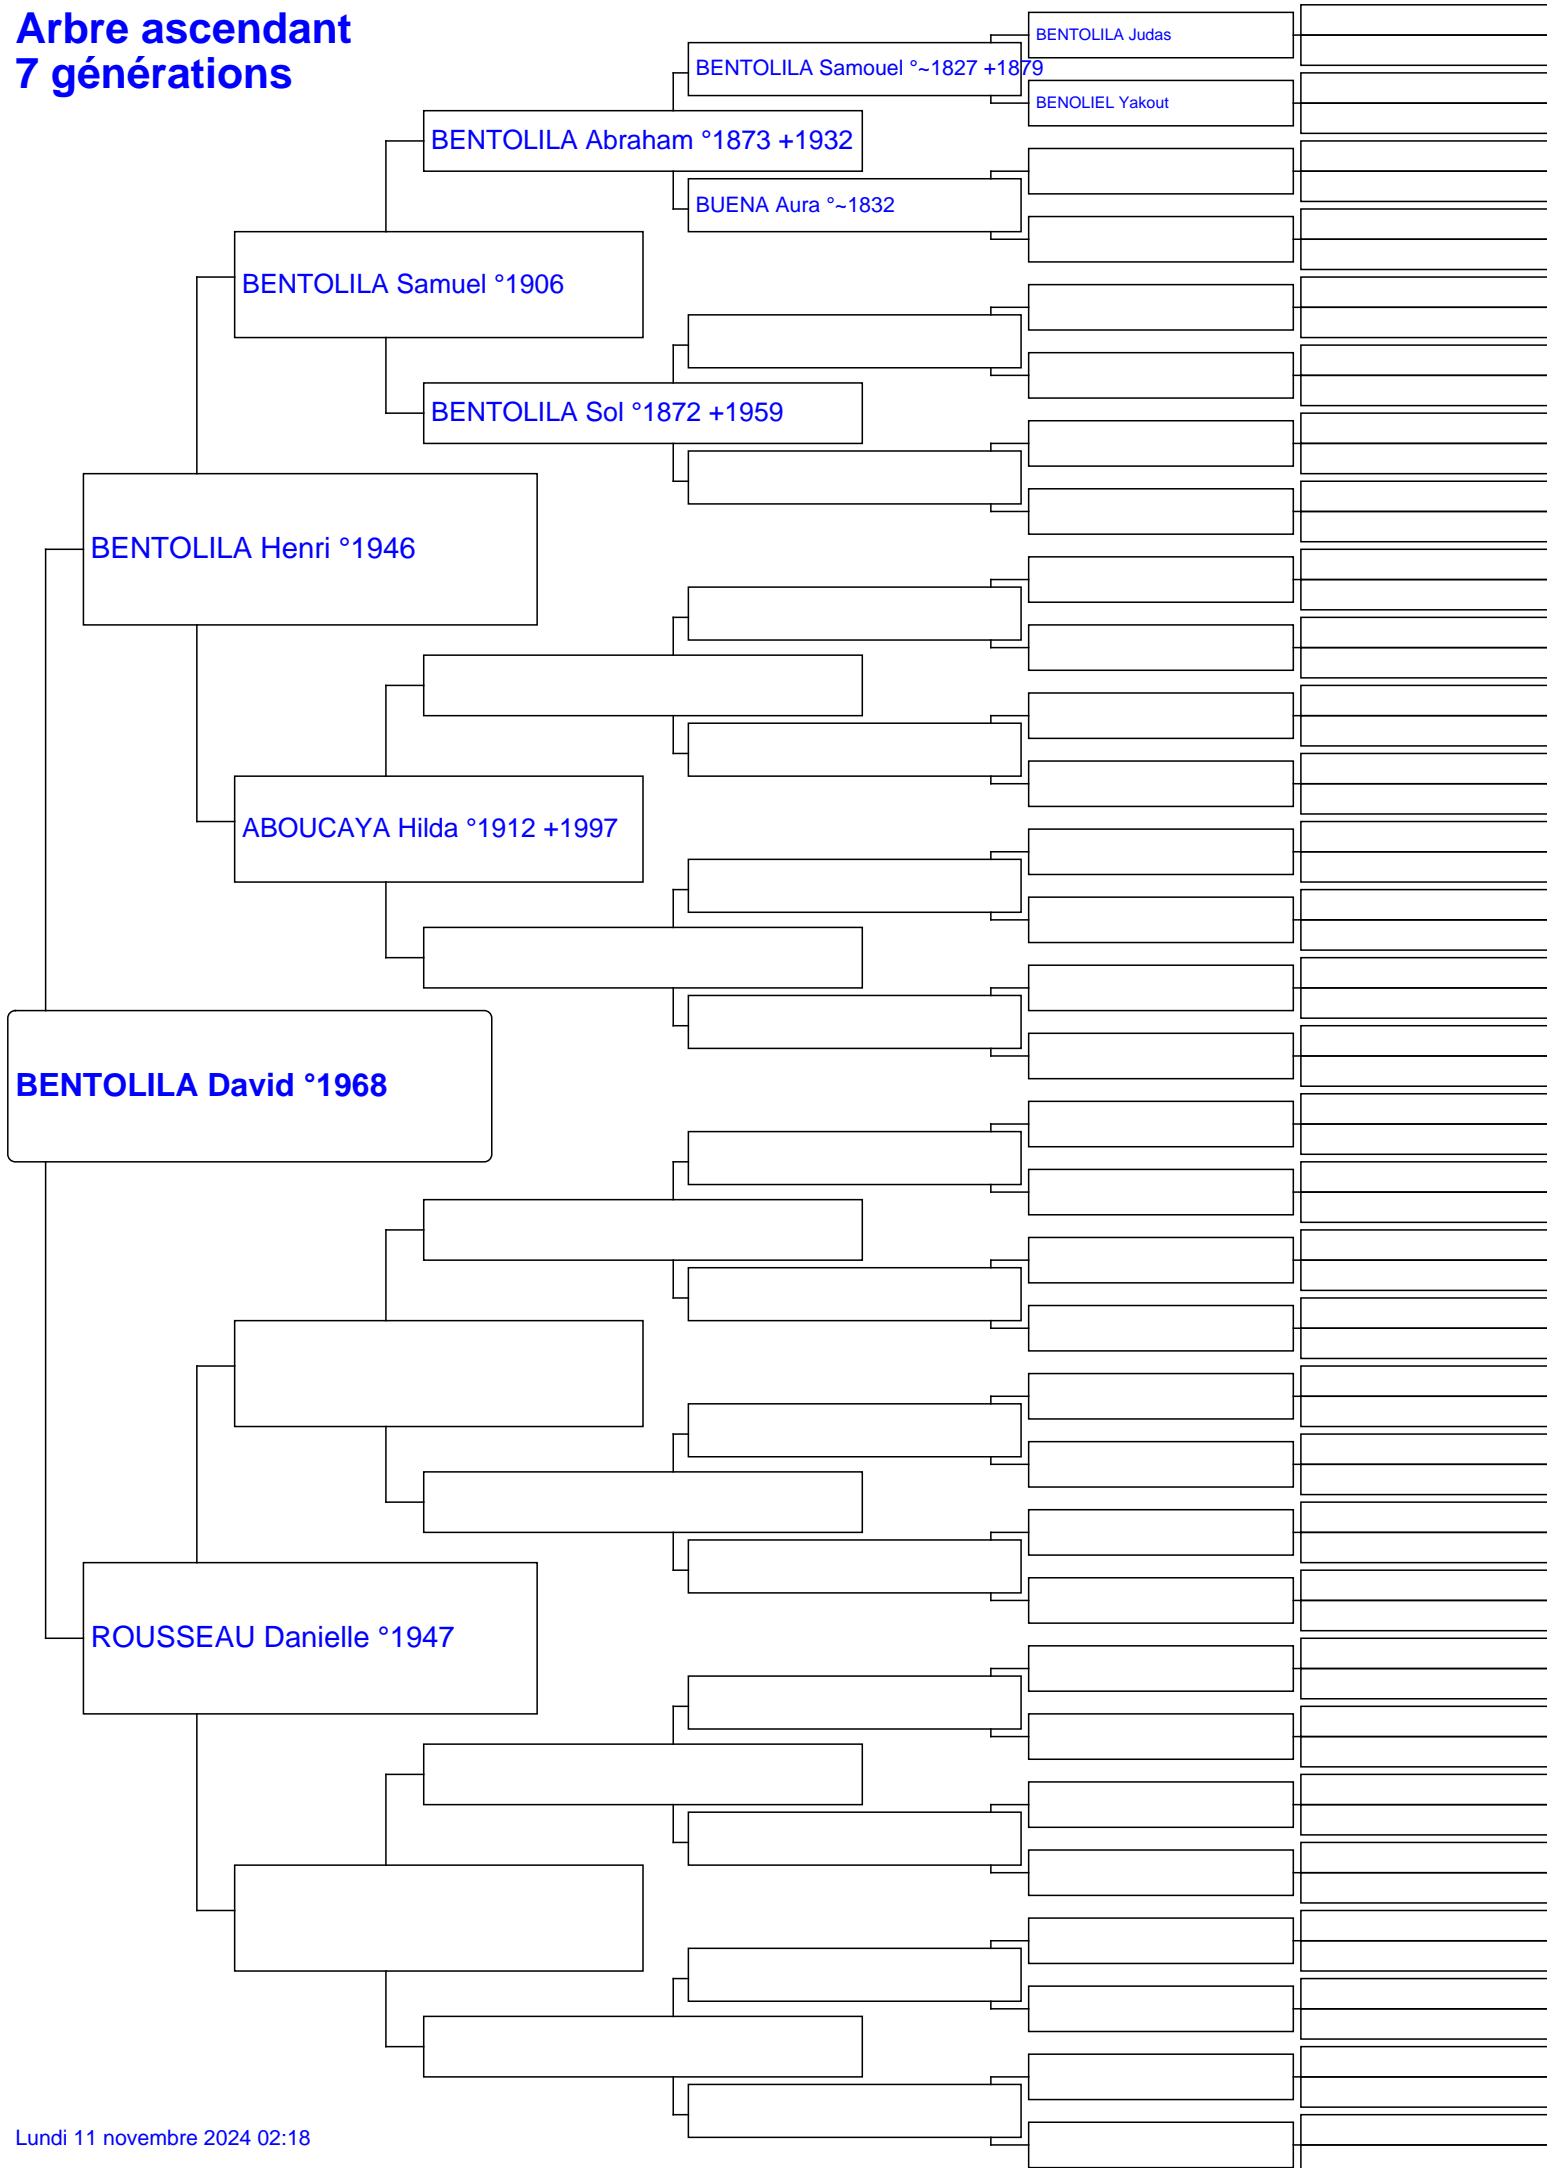 Arbre ascendant
7 générations
BENTOLILA Judas
BENTOLILA Samouel °~1827 +1879
BENOLIEL Yakout
BENTOLILA Abraham °1873 +1932
BUENA Aura °~1832
BENTOLILA Samuel °1906
BENTOLILA Sol °1872 +1959
BENTOLILA Henri °1946
ABOUCAYA Hilda °1912 +1997
BENTOLILA David °1968
ROUSSEAU Danielle °1947
Lundi 11 novembre 2024 02:18